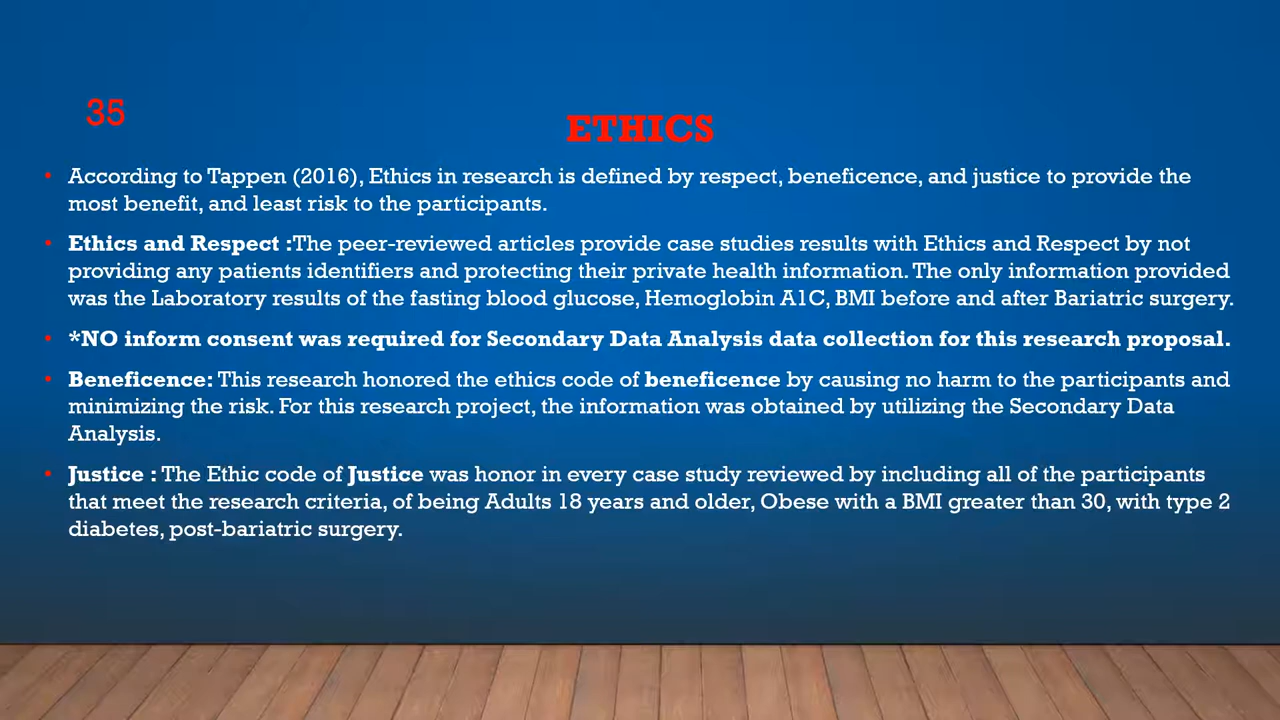 35
ETHICS
• According to Tappen (2016), Ethics in research is defined by respect, beneficence, and justice to provide the
most benefit, and least risk to the participants.
• Ethics and Respect :The peer-reviewed articles provide case studies results with Ethics and Respect by not
providing any patients identifiers and protecting their private health information. The only information provided
was the Laboratory results of the fasting blood glucose, Hemoglobin A1C, BMI before and after Bariatric surgery.
• *NO inform consent was required for Secondary Data Analysis data collection for this research proposal.
• Beneficence: This research honored the ethics code of beneficence by causing no harm to the participants and
minimizing the risk. For this research project, the information was obtained by utilizing the Secondary Data
Analysis.
• Justice : The Ethic code of Justice was honor in every case study reviewed by including all of the participants
that meet the research criteria, of being Adults 18 years and older, Obese with a BMI greater than 30, with type 2
diabetes, post-bariatric surgery.